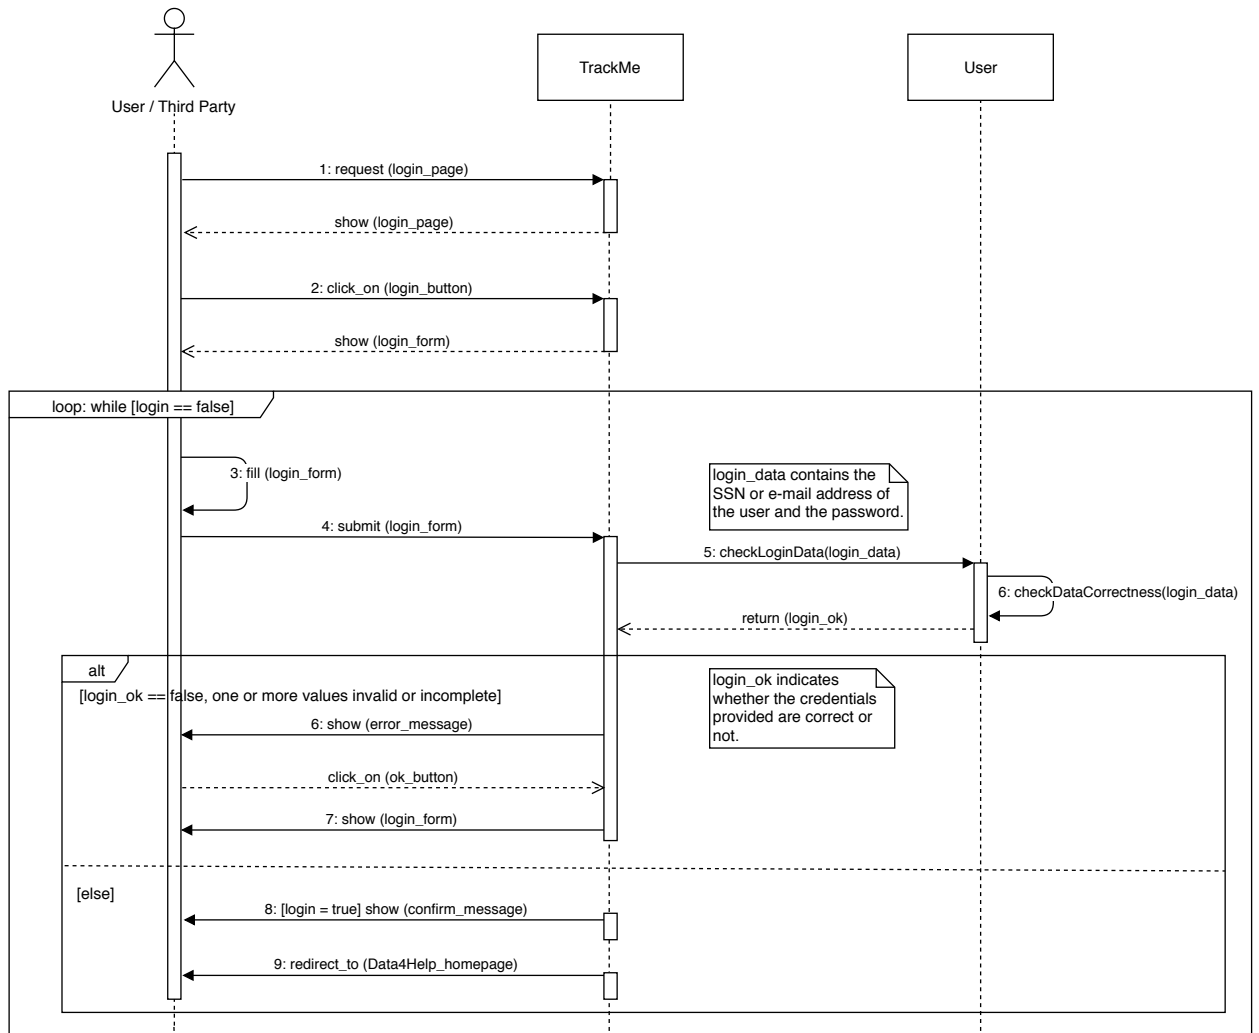 User / Third Party
TrackMe
User
1: request (login_page)
show (login_page)
2: click_on (login_button)
show (login_form)
loop: while [login == false]
3: fill (login_form)
login_data contains the
SSN or e-mail address of
the user and the password.
4: submit (login_form)
5: checkLoginData(login_data)
6: checkDataCorrectness(login_data)
return (login_ok)
alt
[login_ok == false, one or more values invalid or incomplete]
login_ok indicates
whether the credentials
provided are correct or
not.
6: show (error_message)
click_on (ok_button)
7: show (login_form)
[else]
8: [login = true] show (confirm_message)
9: redirect_to (Data4Help_homepage)